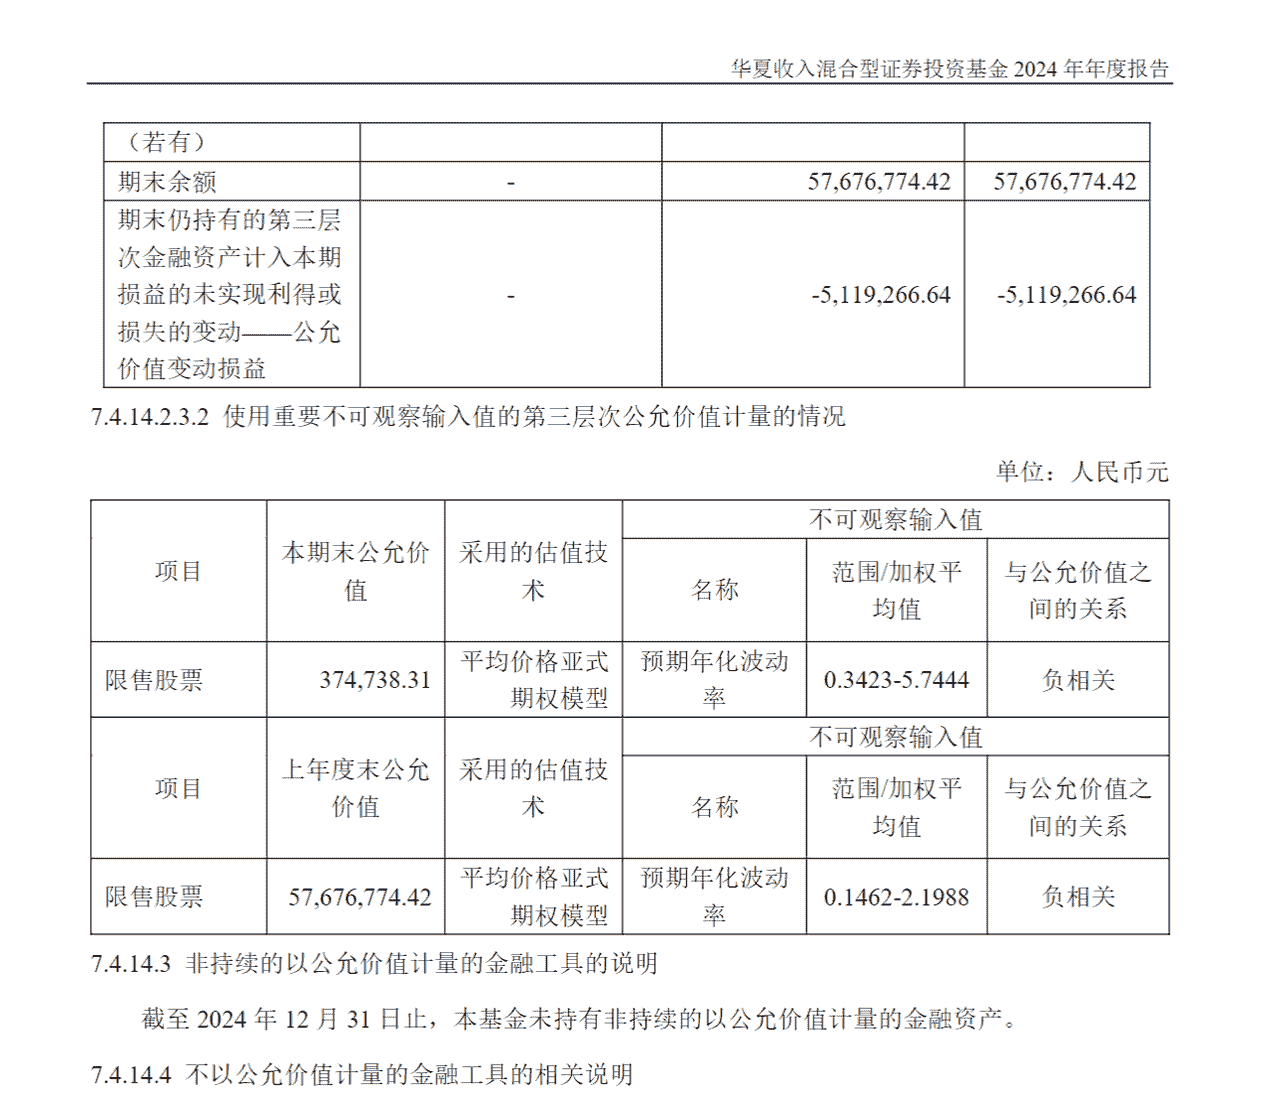 华夏收入混合型证券投资基金 2024 年年度报告
（若有）
期末余额 - 57,676,774.42 57,676,774.42
期末仍持有的第三层
次金融资产计入本期
损益的未实现利得或 - -5,119,266.64 -5,119,266.64
损失的变动——公允
价值变动损益
7.4.14.2.3.2 使用重要不可观察输入值的第三层次公允价值计量的情况
单位：人民币元
不可观察输入值
项目 本期末公允价 采用的估值技
值 术
名称 范围/加权平 与公允价值之
均值 间的关系
限售股票 374,738.31 平均价格亚式 预期年化波动 0.3423-5.7444 负相关
期权模型 率
不可观察输入值
项目 上年度末公允 采用的估值技
价值 术
名称 范围/加权平 与公允价值之
均值 间的关系
限售股票 57,676,774.42 平均价格亚式 预期年化波动 0.1462-2.1988 负相关
期权模型 率
7.4.14.3 非持续的以公允价值计量的金融工具的说明
截至 2024 年 12 月 31 日止，本基金未持有非持续的以公允价值计量的金融资产。
7.4.14.4 不以公允价值计量的金融工具的相关说明